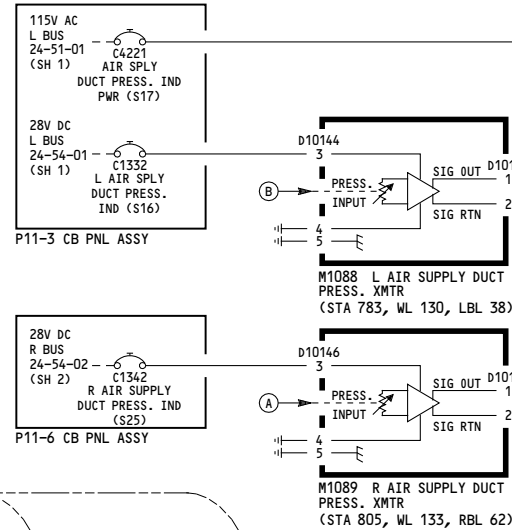 115V AC
L BUS
24-51-01
(SH 1)
C4221
AIR SPLY
DUCT PRESS. IND
PWR (S17)
28V DC
L BUS
24-54-01
(SH 1)
C1332
L AIR SPLY
DUCT PRESS.
IND (S16)
P11-3 CB PNL ASSY
D10144
3
B
PRESS.
INPUT
SIG OUT
1
2
SIG RTN
4
5
M1088 L AIR SUPPLY DUCT
PRESS. XMTR
(STA 783, WL 130, LBL 38)
28V DC
R BUS
24-54-02
(SH 2)
C1342
R AIR SUPPLY
DUCT PRESS. IND
(S25)
P11-6 CB PNL ASSY
D10146
3
A
PRESS.
INPUT
SIG OUT
1
2
SIG RTN
4
5
M1089 R AIR SUPPLY DUCT
PRESS. XMTR
(STA 805, WL 133, RBL 62)